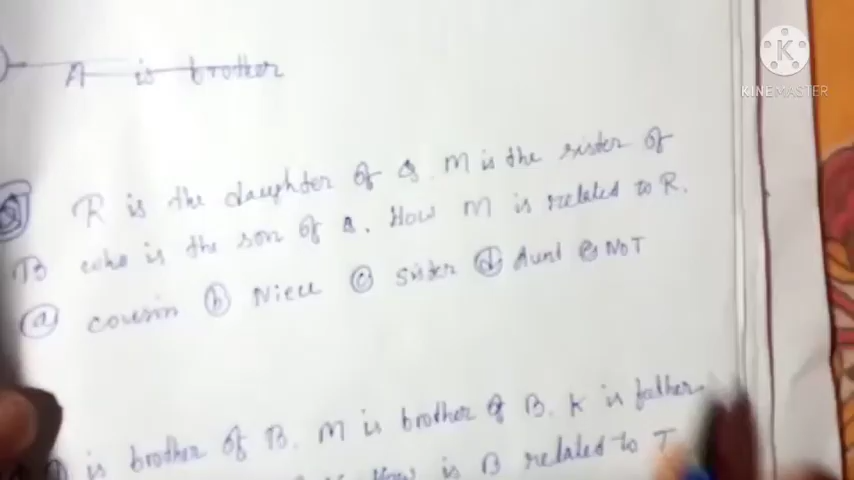 A is brother
K
KINEMASTER
R is the daughter of Q. M is the sister of
B who is the son of Q. How M is related to R.
(a) cousin (b) Niece (c) Sister (d) Aunt (e) NOT
is brother of B. M is brother of B. K is father
How is B related to T